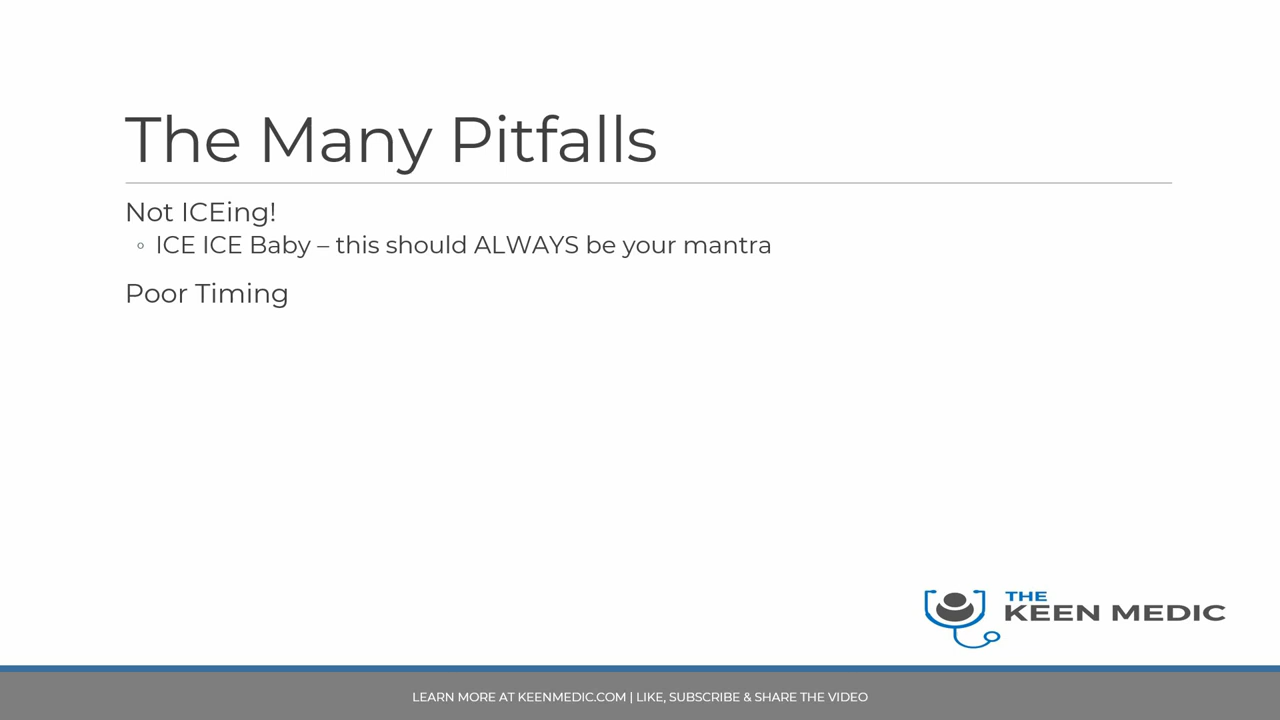 The Many Pitfalls
Not ICEing!
◦ ICE ICE Baby – this should ALWAYS be your mantra
Poor Timing
THE
KEEN MEDIC
LEARN MORE AT KEENMEDIC.COM | LIKE, SUBSCRIBE & SHARE THE VIDEO